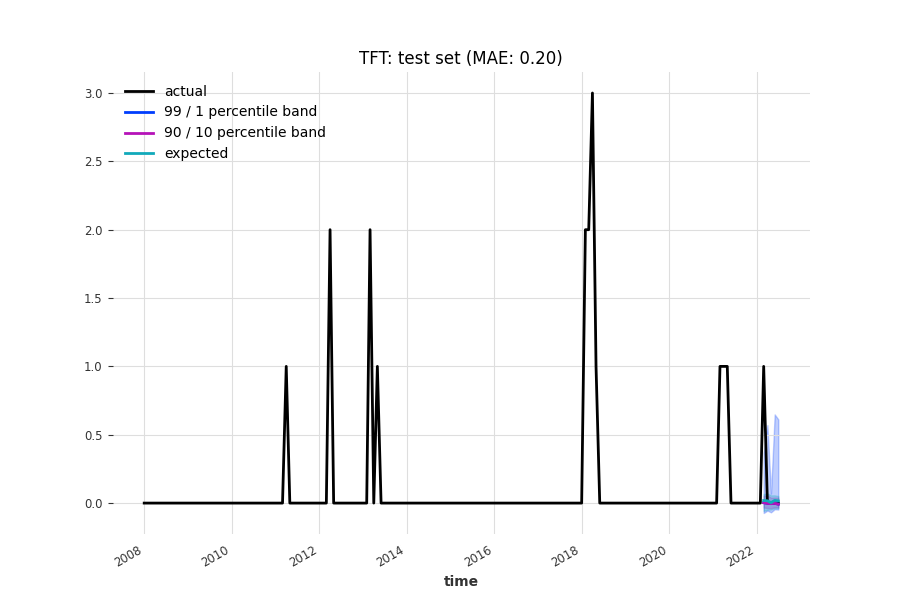 TFT: test set (MAE: 0.20)
actual
99 / 1 percentile band
90 / 10 percentile band
expected
3.0
2.5
2.0
1.5
1.0
0.5
0.0
2008 2010 2012 2014 2016 2018 2020 2022
time